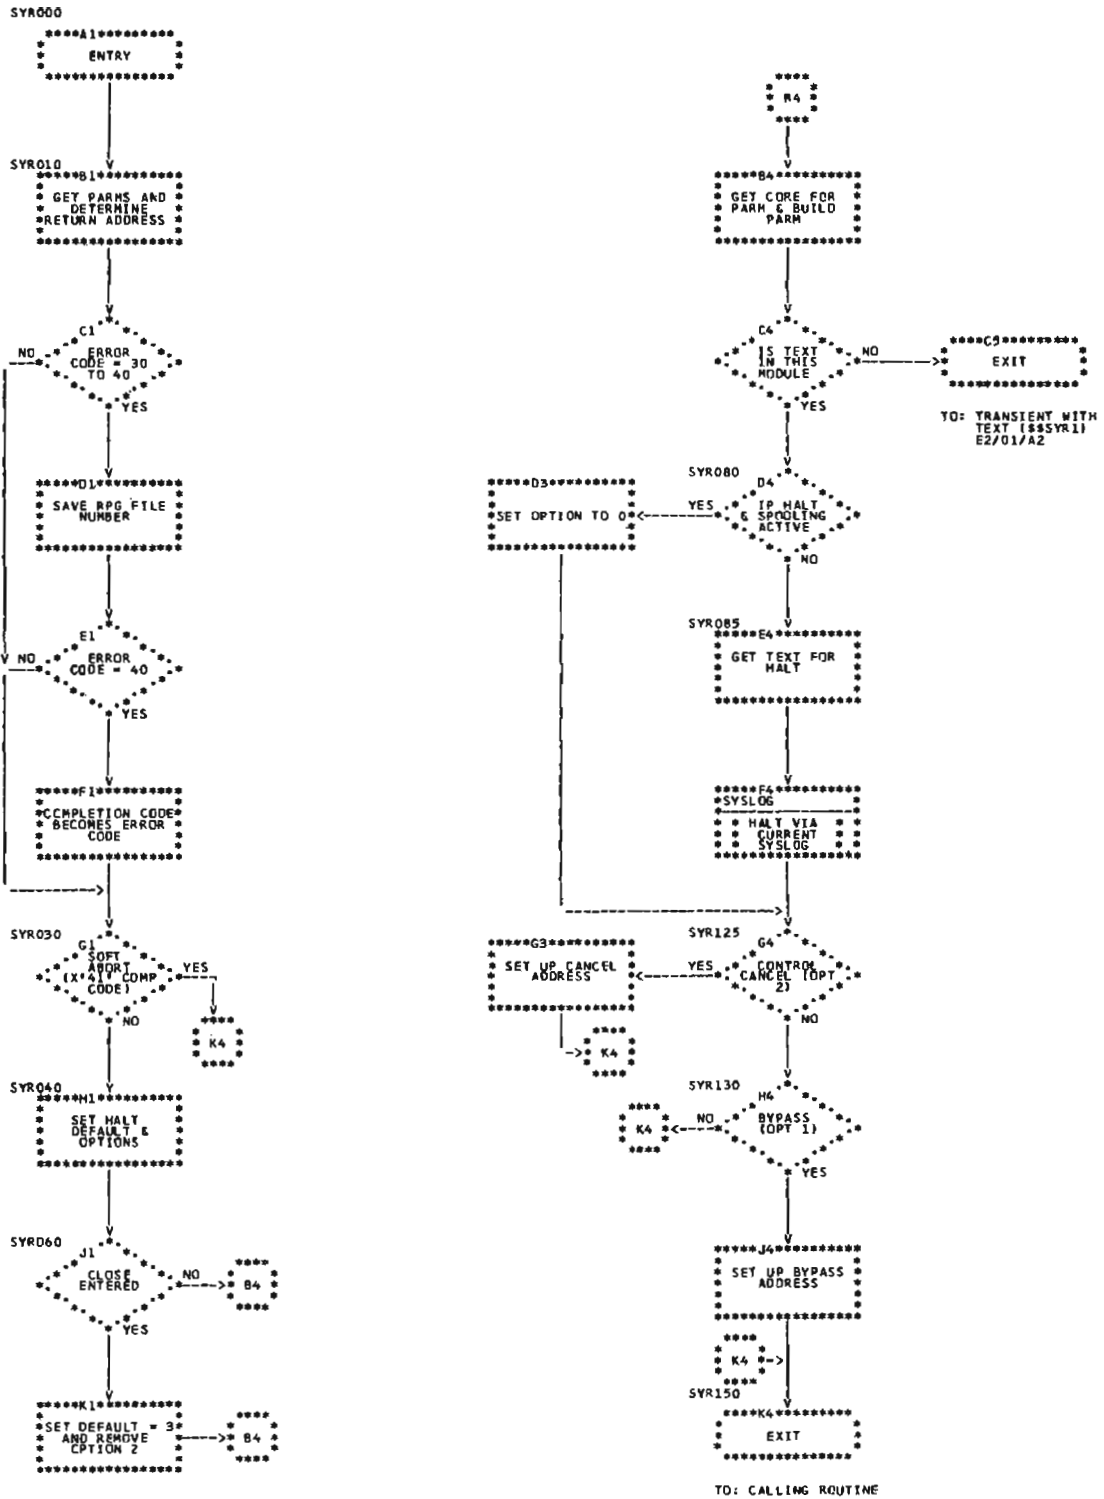 SYR000
A1
ENTRY
SYR010
B1
GET PARMS AND
DETERMINE
RETURN ADDRESS
C1
ERROR
CODE = 30
TO 40
NO
YES
D1
SAVE RPG FILE
NUMBER
E1
ERROR
CODE = 40
NO
YES
F1
COMPLETION CODE
BECOMES ERROR
CODE
SYR030
G1
SOFT
ABORT
(X'41' COMP
CODE)
YES
NO
K4
SYR040
H1
SET HALT
DEFAULT &
OPTIONS
SYR060
J1
CLOSE
ENTERED
NO
B4
YES
K1
SET DEFAULT = 3
AND REMOVE
OPTION 2
B4
B4
B4
GET CORE FOR
PARM & BUILD
PARM
C4
IS TEXT
IN THIS
MODULE
NO
YES
C5
EXIT
TO: TRANSIENT WITH
TEXT ($$SYR1)
E2/01/A2
SYR080
D4
IP HALT
& SPOOLING
ACTIVE
YES
NO
D3
SET OPTION TO 0
SYR085
E4
GET TEXT FOR
HALT
F4
SYSLOG
HALT VIA
CURRENT
SYSLOG
SYR125
G4
CONTROL
CANCEL (OPT
2)
YES
NO
G3
SET UP CANCEL
ADDRESS
K4
SYR130
H4
BYPASS
(OPT 1)
NO
K4
YES
J4
SET UP BYPASS
ADDRESS
K4
SYR150
K4
EXIT
TO: CALLING ROUTINE